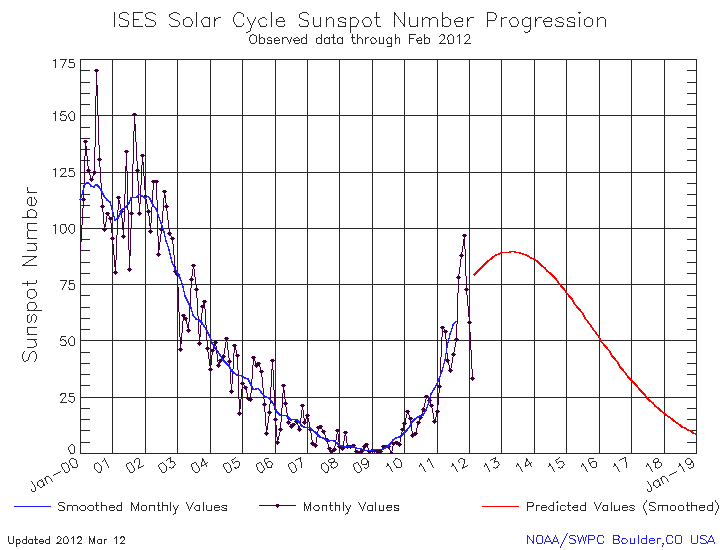 ISES Solar Cycle Sunspot Number Progression
Observed data through Feb 2012
Sunspot Number
175
150
125
100
75
50
25
0
Jan-00 01 02 03 04 05 06 07 08 09 10 11 12 13 14 15 16 17 18 Jan-19
Smoothed Monthly Values Monthly Values Predicted Values (Smoothed)
Updated 2012 Mar 12 NOAA/SWPC Boulder,CO USA